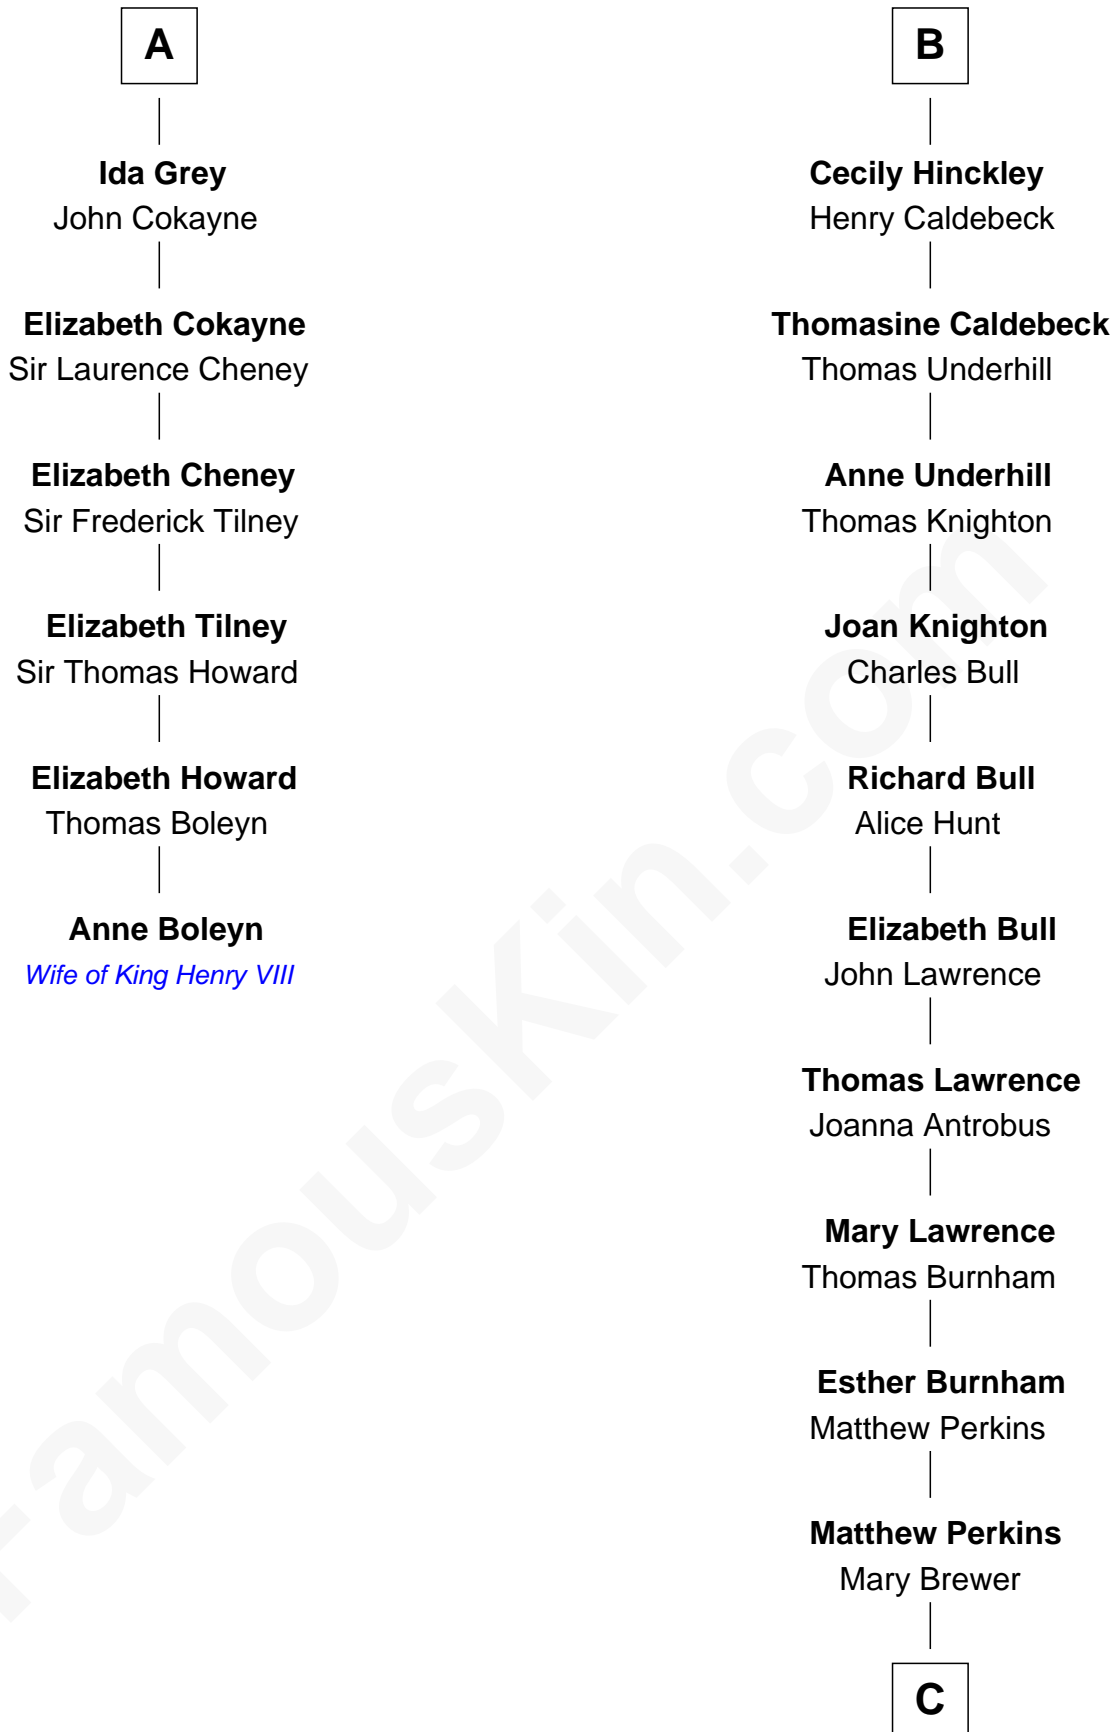 A
Ida Grey
John Cokayne
Elizabeth Cokayne
Sir Laurence Cheney
Elizabeth Cheney
Sir Frederick Tilney
Elizabeth Tilney
Sir Thomas Howard
Elizabeth Howard
Thomas Boleyn
Anne Boleyn
Wife of King Henry VIII
B
Cecily Hinckley
Henry Caldebeck
Thomasine Caldebeck
Thomas Underhill
Anne Underhill
Thomas Knighton
Joan Knighton
Charles Bull
Richard Bull
Alice Hunt
Elizabeth Bull
John Lawrence
Thomas Lawrence
Joanna Antrobus
Mary Lawrence
Thomas Burnham
Esther Burnham
Matthew Perkins
Matthew Perkins
Mary Brewer
C
FamousKin.com